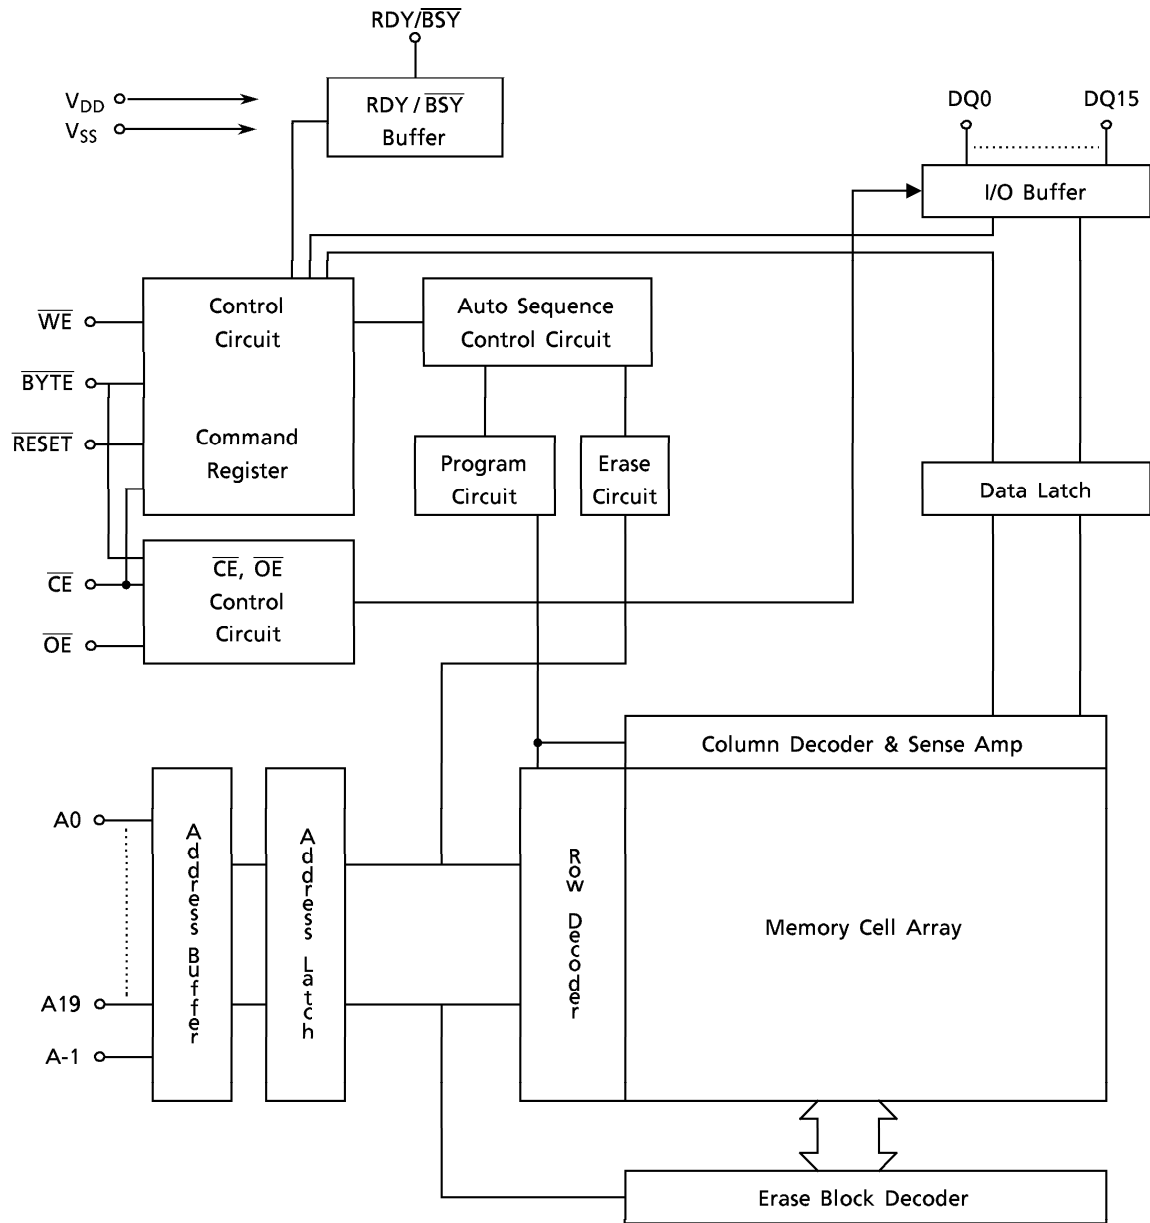 RDY/BSY
VDD
VSS
RDY / BSY
Buffer
DQ0
DQ15
I/O Buffer
WE
BYTE
RESET
Control
Circuit
Command
Register
Auto Sequence
Control Circuit
Program
Circuit
Erase
Circuit
Data Latch
CE
OE
CE, OE
Control
Circuit
Column Decoder & Sense Amp
A0
A19
A-1
Address Buffer
Address Latch
Row Decoder
Memory Cell Array
Erase Block Decoder